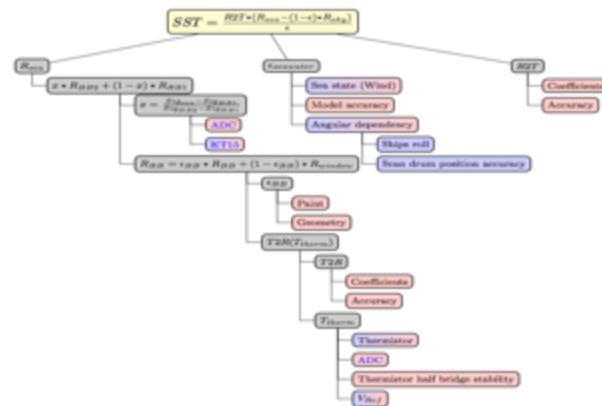 SST = R2T*(R_sea-(1-ϵ)*R_sky) / ϵ
R_sea
ϵ_seawater
R2T
x * R_BB2 + (1 - x) * R_BB1
Sea state (Wind)
Coefficients
x =
Model accuracy
Accuracy
ADC
Angular dependency
KT15
Ships roll
R_BB = ϵ_BB * R_BB + (1 - ϵ_BB) * R_window
Scan drum position accuracy
ϵ_BB
Paint
Geometry
T2R(T_therm)
T2R
Coefficients
Accuracy
T_therm
Thermistor
ADC
Thermistor half bridge stability
V_Ref